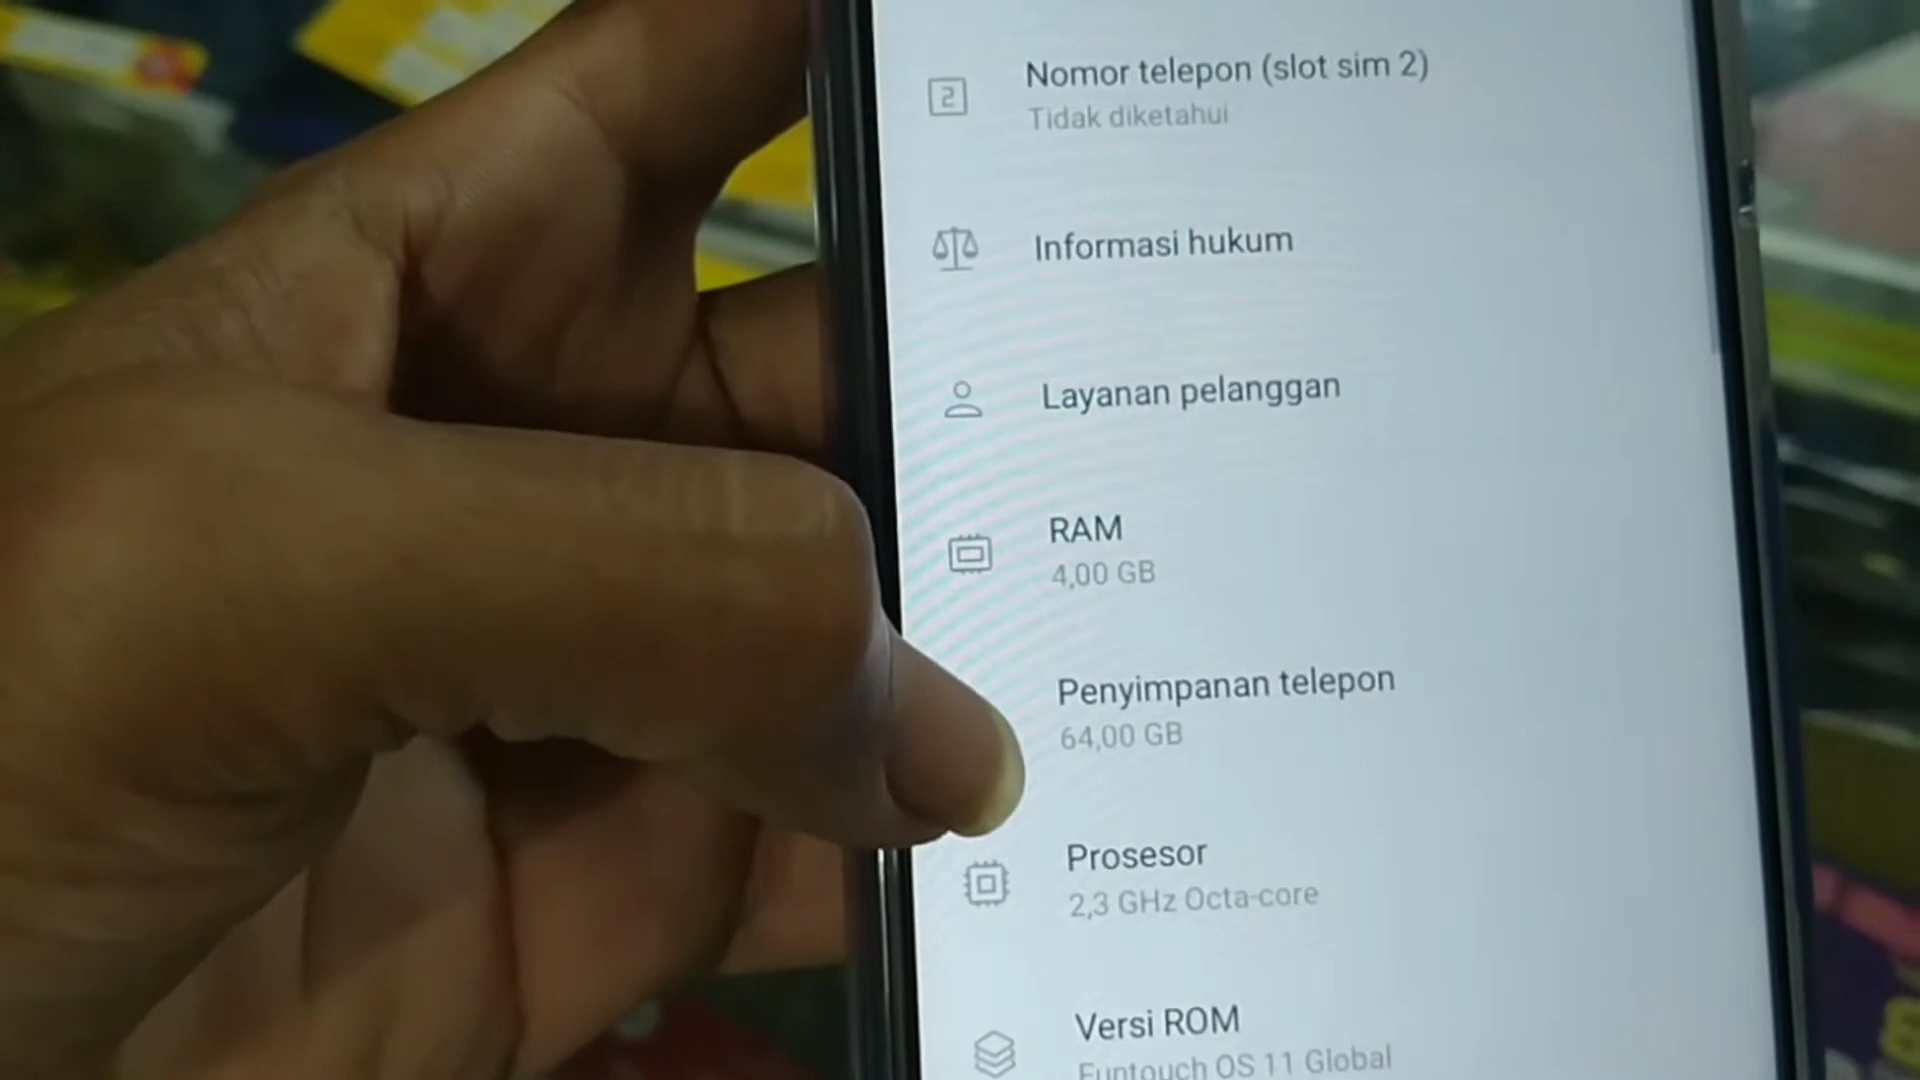 Nomor telepon (slot sim 2)
Tidak diketahui
Informasi hukum
Layanan pelanggan
RAM
4,00 GB
Penyimpanan telepon
64,00 GB
Prosesor
2,3 GHz Octa-core
Versi ROM
Funtouch OS 11 Global